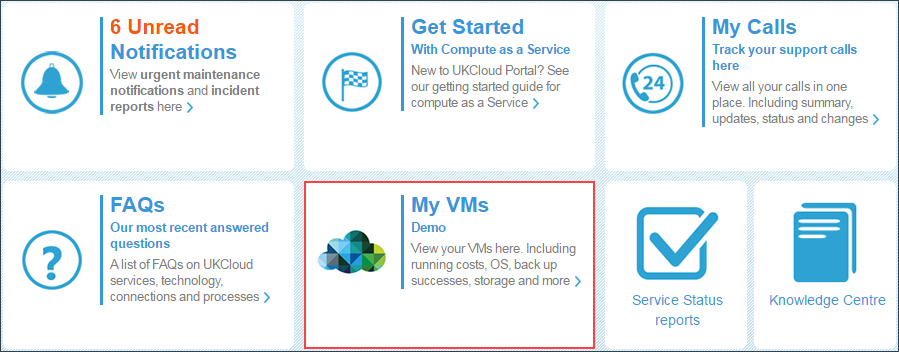 6 Unread
Notifications
View urgent maintenance
notifications and incident
reports here
Get Started
With Compute as a Service
New to UKCloud Portal? See
our getting started guide for
compute as a Service
My Calls
Track your support calls
here
24
View all your calls in one
place. Including summary,
updates, status and changes
FAQs
Our most recent answered
questions
?
A list of FAQs on UKCloud
services, technology,
connections and processes
My VMs
Demo
View your VMs here. Including
running costs, OS, back up
successes, storage and more
Service Status
reports
Knowledge Centre